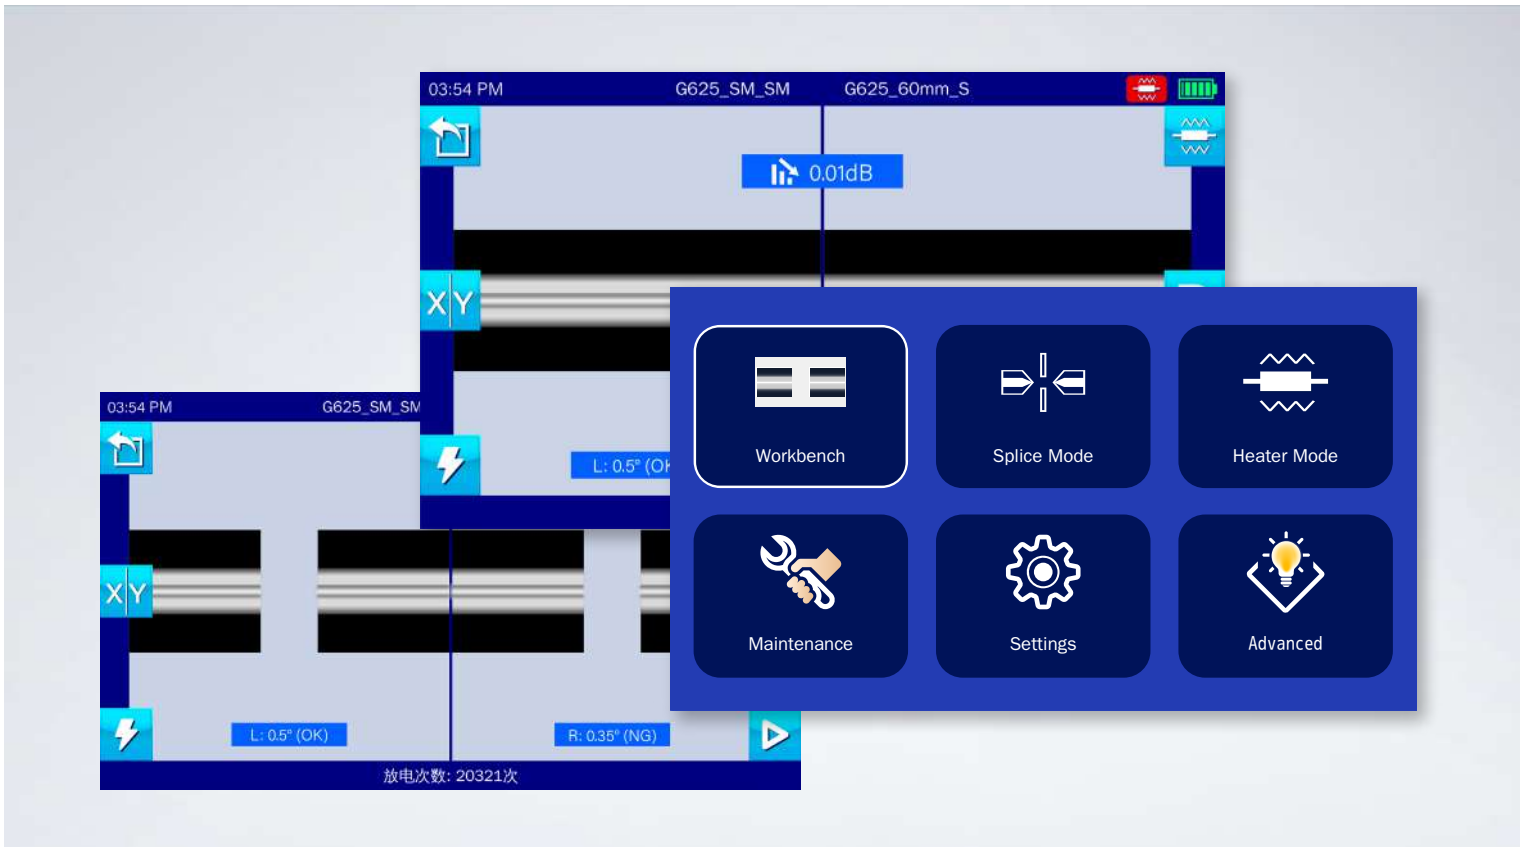 03:54 PM G625_SM_SM G625_60mm_S
0.01dB
X Y
L: 0.5° (OK
Workbench Splice Mode Heater Mode
Maintenance Settings Advanced
03:54 PM G625_SM_SM
X Y
L: 0.5° (OK) R: 0.35° (NG)
放电次数: 20321次